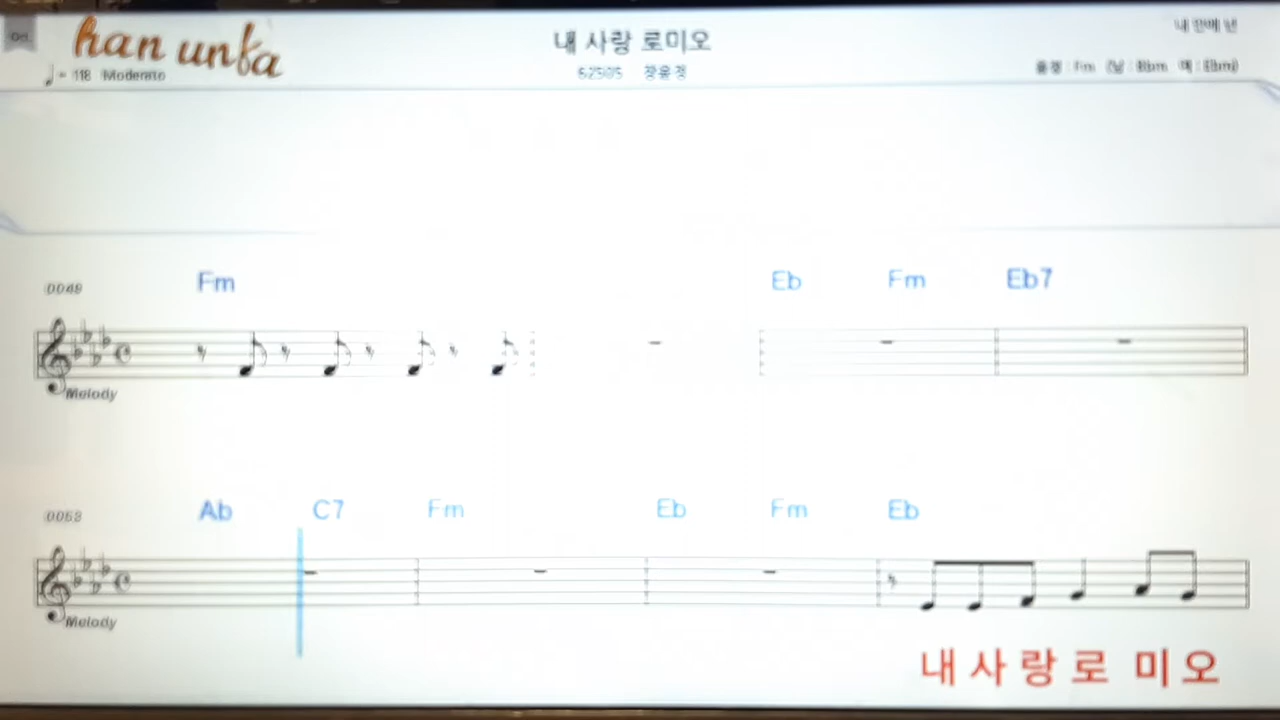 han unka
내 사랑 로미오
62505 장윤정
♩= 118 Moderato
Fm Eb Fm Eb7
0049
Melody
Ab C7 Fm Eb Fm Eb
0053
Melody
내 사 랑 로 미 오